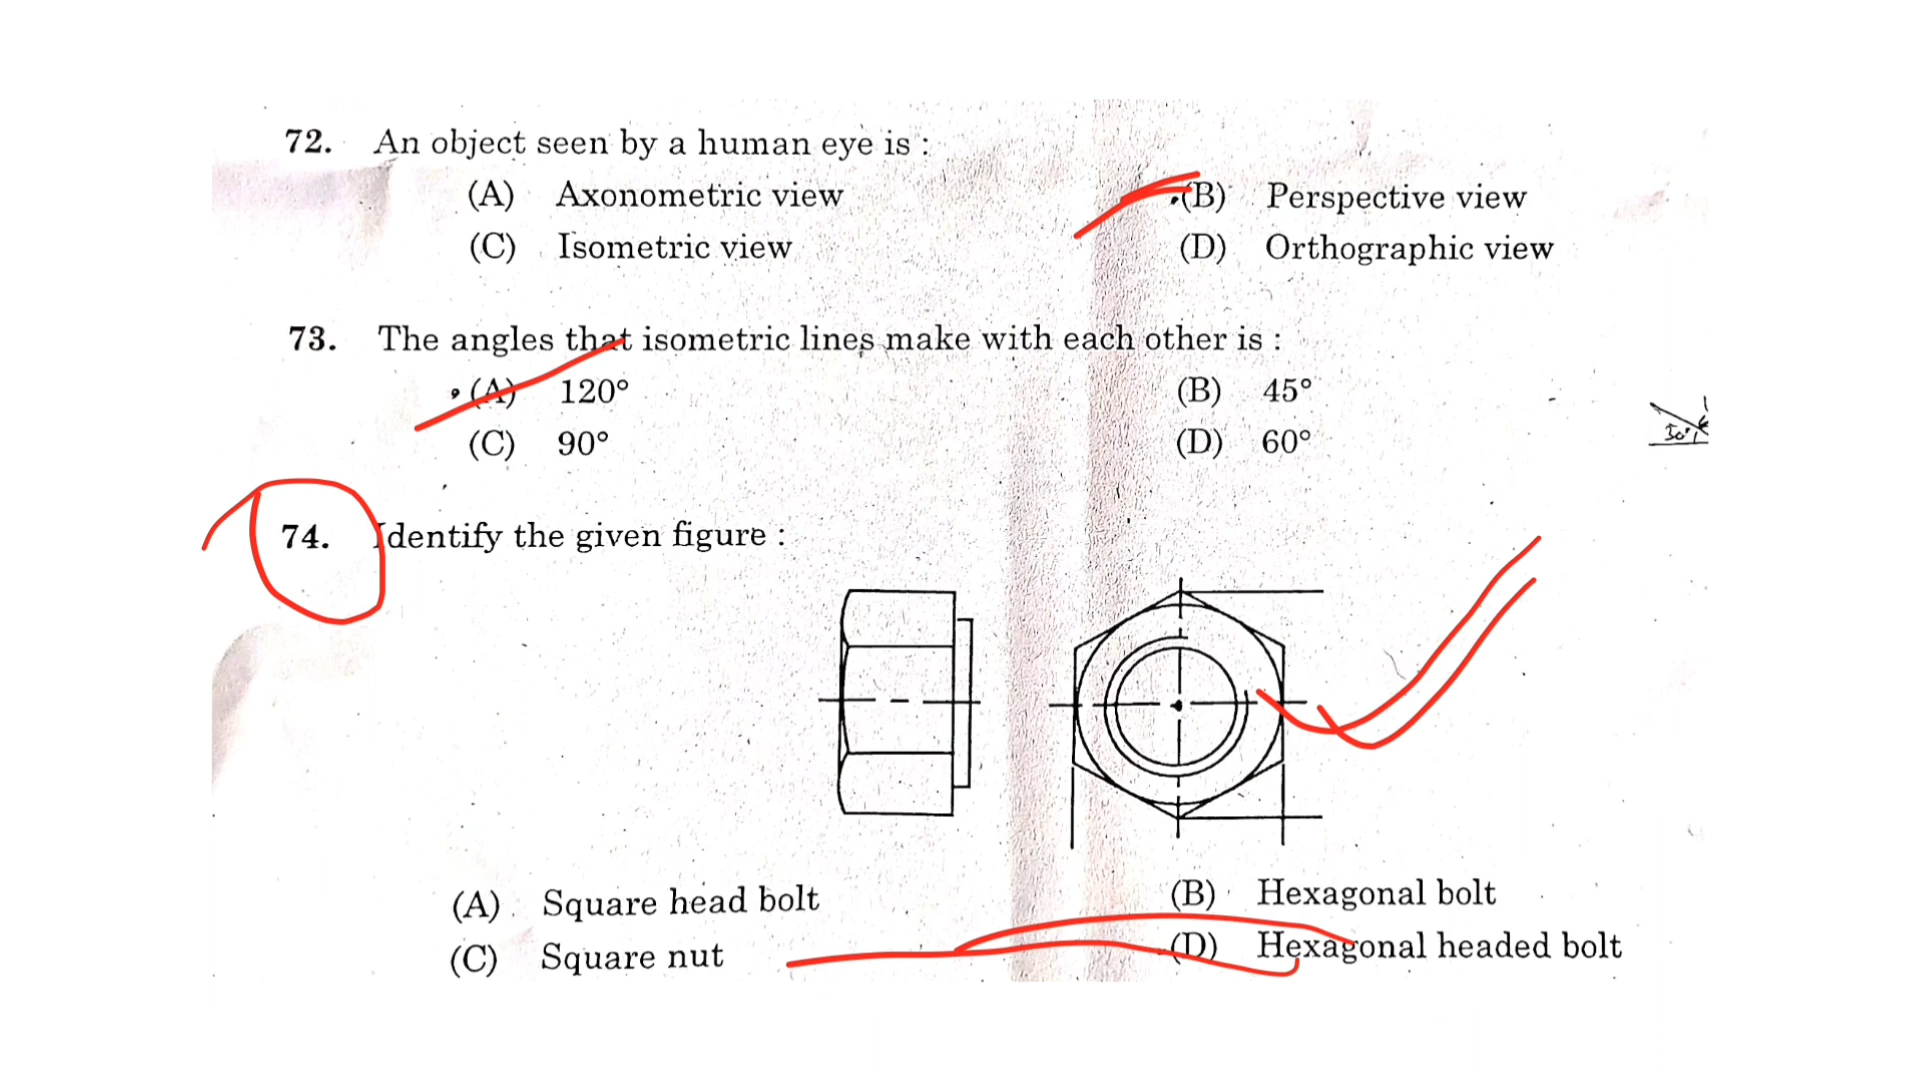 72. An object seen by a human eye is :
(A) Axonometric view (B) Perspective view
(C) Isometric view (D) Orthographic view
73. The angles that isometric lines make with each other is :
(A) 120° (B) 45°
(C) 90° (D) 60°
30°
74. Identify the given figure :
(A) Square head bolt (B) Hexagonal bolt
(C) Square nut (D) Hexagonal headed bolt